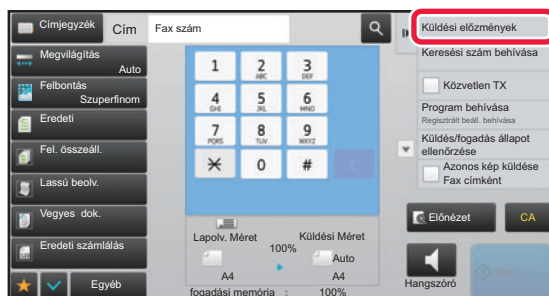 Címjegyzék
Cím
Fax szám
Megvilágítás
Auto
Felbontás
Szuperfinom
Eredeti
Fel. összeáll.
Lassú beolv.
Vegyes dok.
Eredeti számlálás
Egyéb
1
2
ABC
3
DEF
4
GHI
5
JKL
6
MNO
7
PQRS
8
TUV
9
WXYZ
0
#
C
Lapolv. Méret
100%
Küldési Méret
Auto
A4
A4
fogadási memória : 100%
Küldési előzmények
Keresési szám behívása
Közvetlen TX
Program behívása
Regisztrált beáll. behívása
Küldés/fogadás állapot
ellenőrzése
Azonos kép küldése
Fax címként
Előnézet
CA
Hangszóró
Start